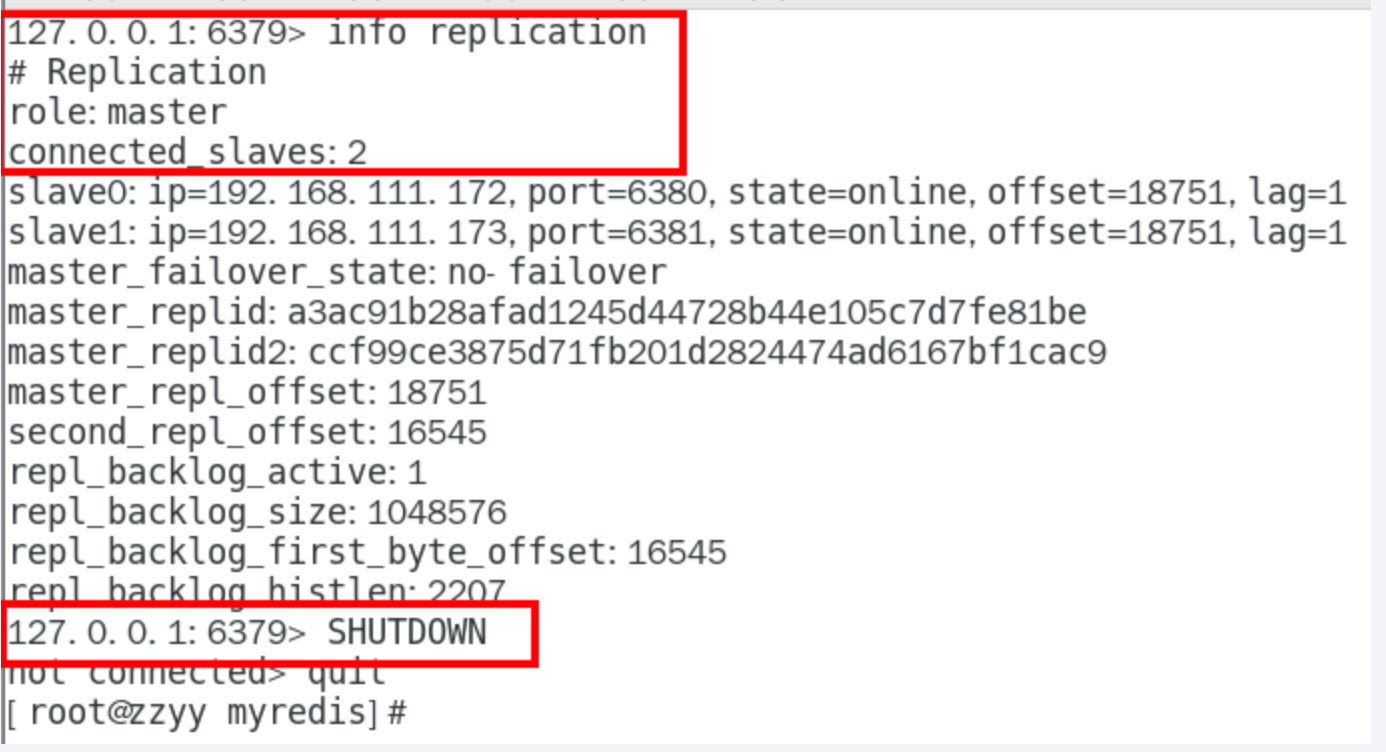 127.0.0.1:6379> info replication
# Replication
role:master
connected_slaves:2
slave0:ip=192.168.111.172,port=6380,state=online,offset=18751,lag=1
slave1:ip=192.168.111.173,port=6381,state=online,offset=18751,lag=1
master_failover_state:no-failover
master_replid:a3ac91b28afad1245d44728b44e105c7d7fe81be
master_replid2:ccf99ce3875d71fb201d2824474ad6167bf1cac9
master_repl_offset:18751
second_repl_offset:16545
repl_backlog_active:1
repl_backlog_size:1048576
repl_backlog_first_byte_offset:16545
repl_backlog_histlen:2207
127.0.0.1:6379> SHUTDOWN
not connected> quit
[root@zzyy myredis]#